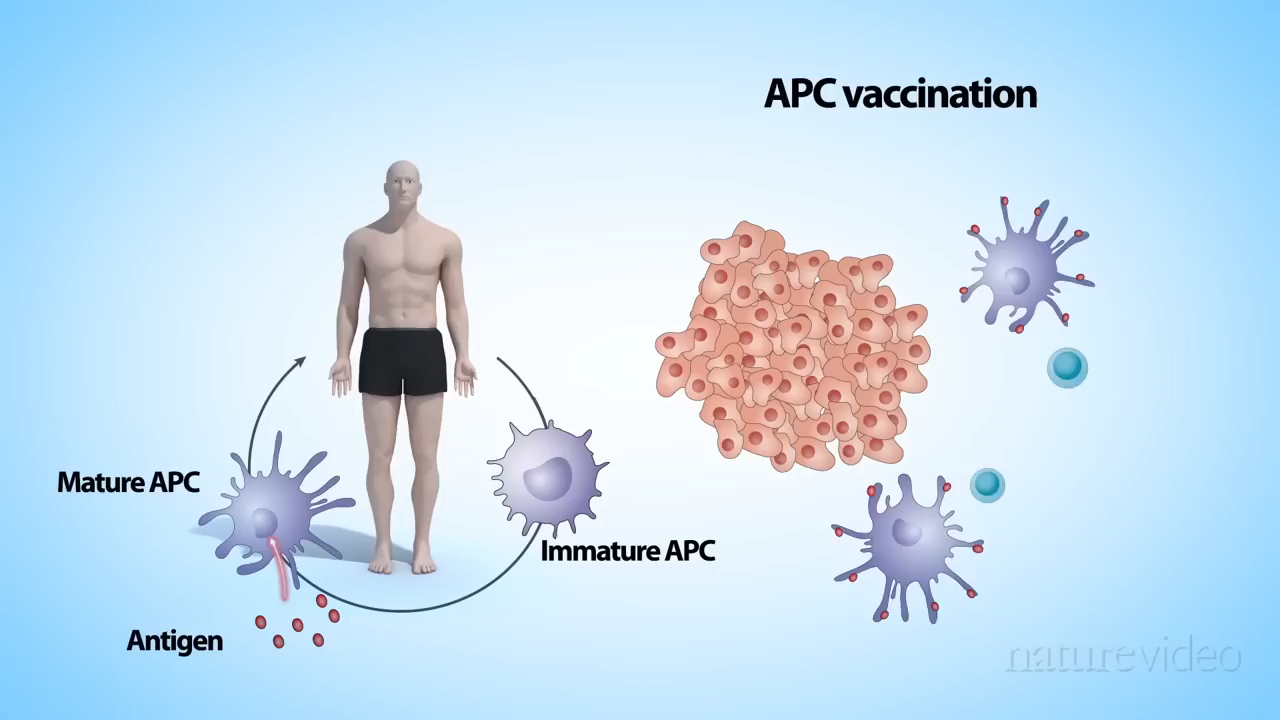 APC vaccination
Mature APC
Immature APC
Antigen
naturevideo